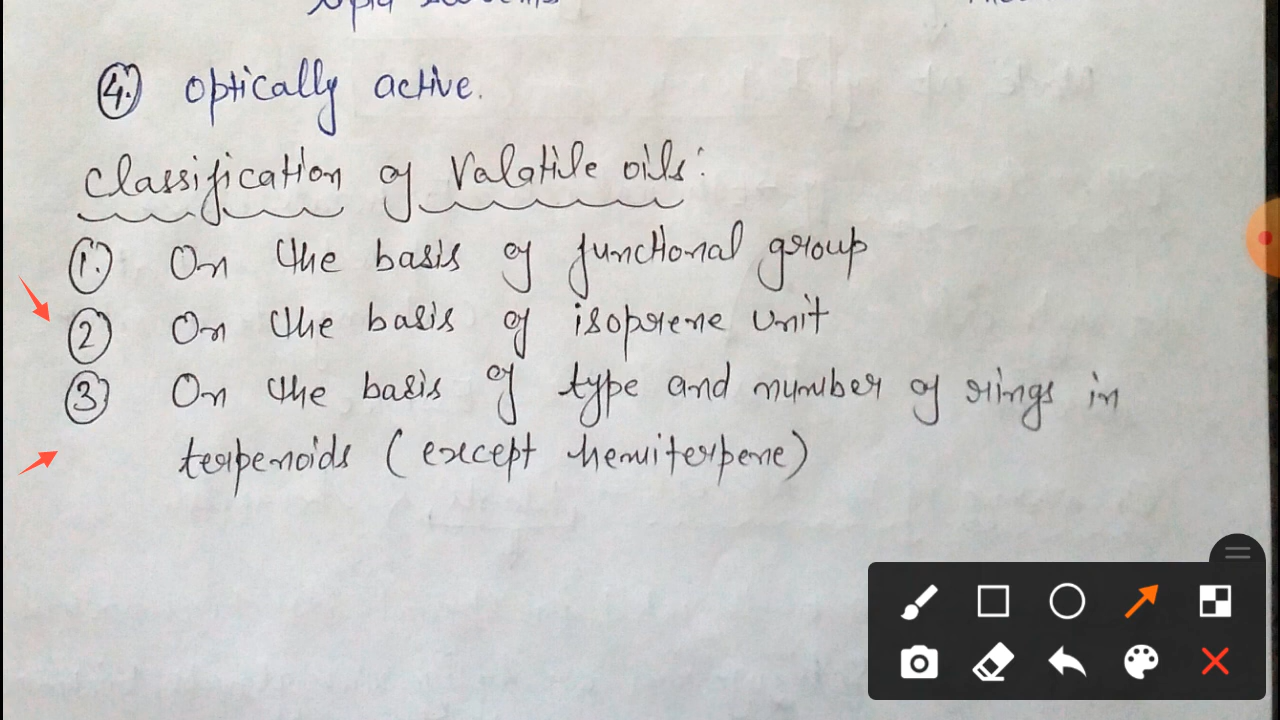 4. Optically active.
Classification of Valatile oils:
1. On the basis of functional group
2 On the basis of isoprene unit
3 On the basis of type and number of rings in
terpenoids (except hemiterpene)